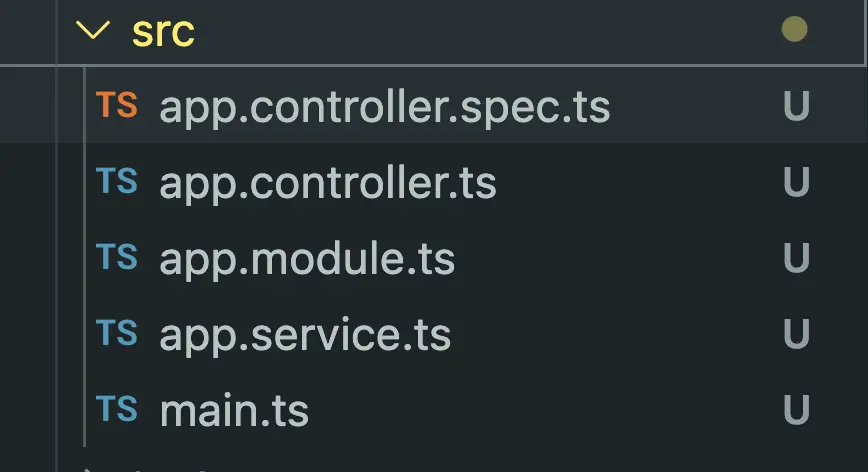 src
TS app.controller.spec.ts U
TS app.controller.ts U
TS app.module.ts U
TS app.service.ts U
TS main.ts U